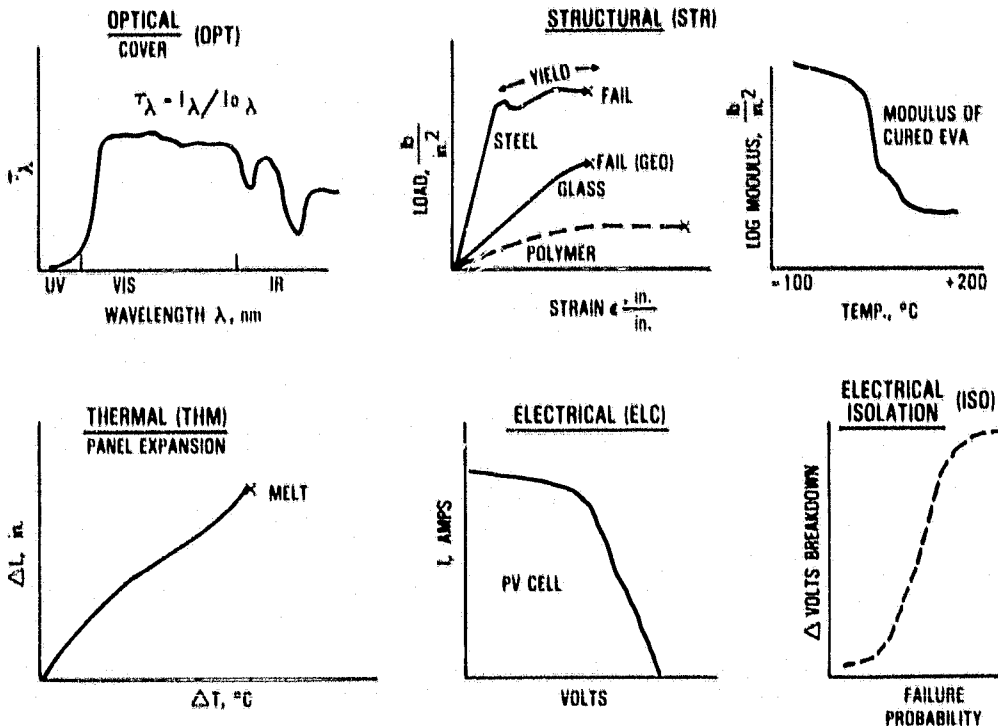 OPTICAL (OPT)
COVER
τλ = Iλ/Ioλ
τλ
UV VIS IR
WAVELENGTH λ, nm
STRUCTURAL (STR)
YIELD
FAIL
STEEL
FAIL (GEO)
GLASS
POLYMER
LOAD, lb/in.2
STRAIN ε, in./in.
LOG MODULUS, lb/in.2
MODULUS OF
CURED EVA
-100 +200
TEMP., °C
THERMAL (THM)
PANEL EXPANSION
MELT
ΔL, in.
ΔT, °C
ELECTRICAL (ELC)
I, AMPS
PV CELL
VOLTS
ELECTRICAL
ISOLATION (ISO)
Δ VOLTS BREAKDOWN
FAILURE
PROBABILITY